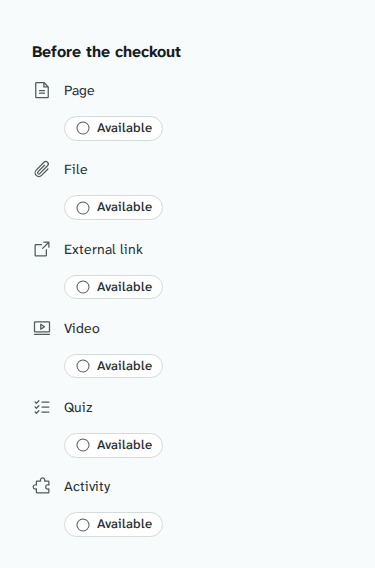 Before the checkout
Page
Available
File
Available
External link
Available
Video
Available
Quiz
Available
Activity
Available